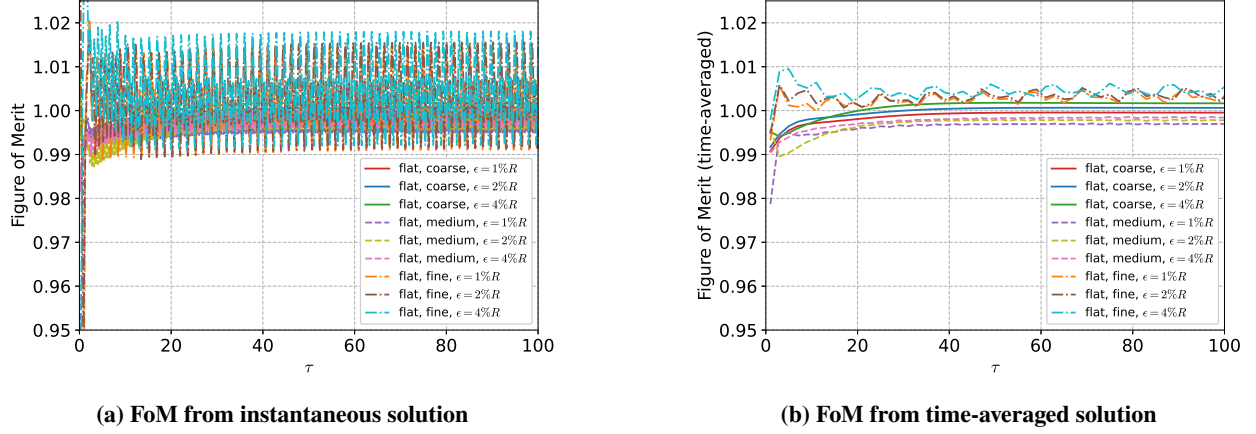 1.02
1.01
1.00
0.99
0.98
0.97
0.96
0.95
Figure of Merit
0 20 40 60 80 100
τ
flat, coarse, ϵ = 1%R
flat, coarse, ϵ = 2%R
flat, coarse, ϵ = 4%R
flat, medium, ϵ = 1%R
flat, medium, ϵ = 2%R
flat, medium, ϵ = 4%R
flat, fine, ϵ = 1%R
flat, fine, ϵ = 2%R
flat, fine, ϵ = 4%R
(a) FoM from instantaneous solution
1.02
1.01
1.00
0.99
0.98
0.97
0.96
0.95
Figure of Merit (time-averaged)
0 20 40 60 80 100
τ
flat, coarse, ϵ = 1%R
flat, coarse, ϵ = 2%R
flat, coarse, ϵ = 4%R
flat, medium, ϵ = 1%R
flat, medium, ϵ = 2%R
flat, medium, ϵ = 4%R
flat, fine, ϵ = 1%R
flat, fine, ϵ = 2%R
flat, fine, ϵ = 4%R
(b) FoM from time-averaged solution